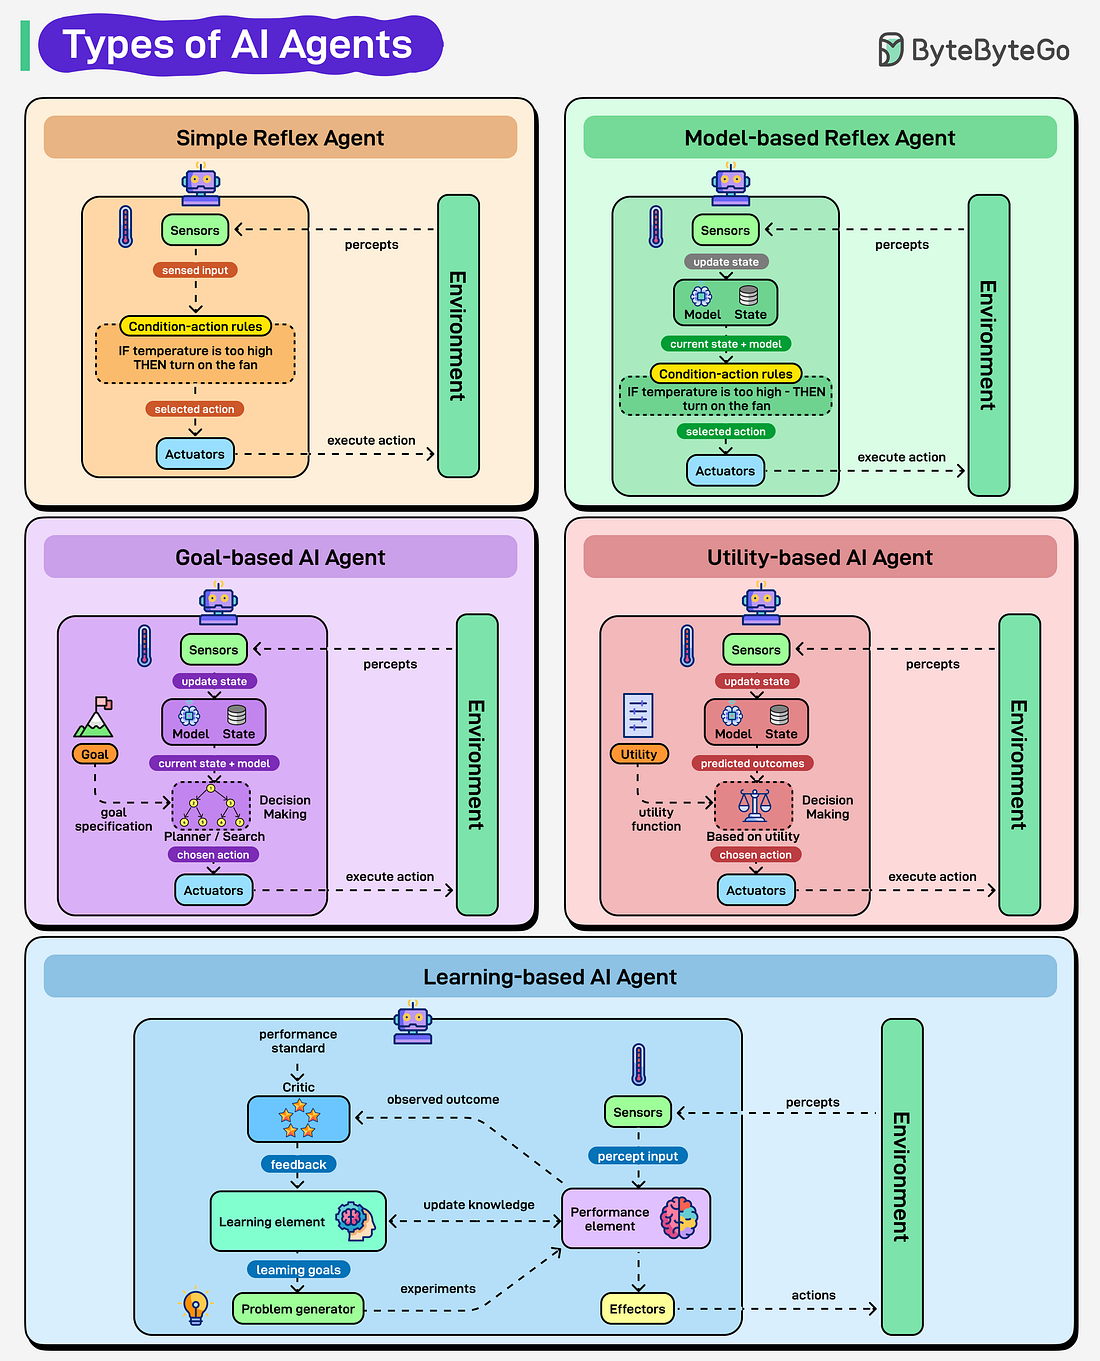 Types of AI Agents
ByteByteGo
Simple Reflex Agent
Sensors
percepts
sensed input
Condition-action rules
IF temperature is too high
THEN turn on the fan
selected action
Actuators
execute action
Environment
Model-based Reflex Agent
Sensors
percepts
update state
Model
State
current state + model
Condition-action rules
IF temperature is too high - THEN
turn on the fan
selected action
Actuators
execute action
Environment
Goal-based AI Agent
Sensors
percepts
update state
Model
State
Goal
current state + model
goal
specification
1
2
3
4
5
6
7
Decision
Making
Planner / Search
chosen action
Actuators
execute action
Environment
Utility-based AI Agent
Sensors
percepts
update state
Model
State
Utility
predicted outcomes
utility
function
Decision
Making
Based on utility
chosen action
Actuators
execute action
Environment
Learning-based AI Agent
performance
standard
Critic
observed outcome
Sensors
percepts
feedback
percept input
Learning element
update knowledge
Performance
element
learning goals
experiments
Problem generator
Effectors
actions
Environment